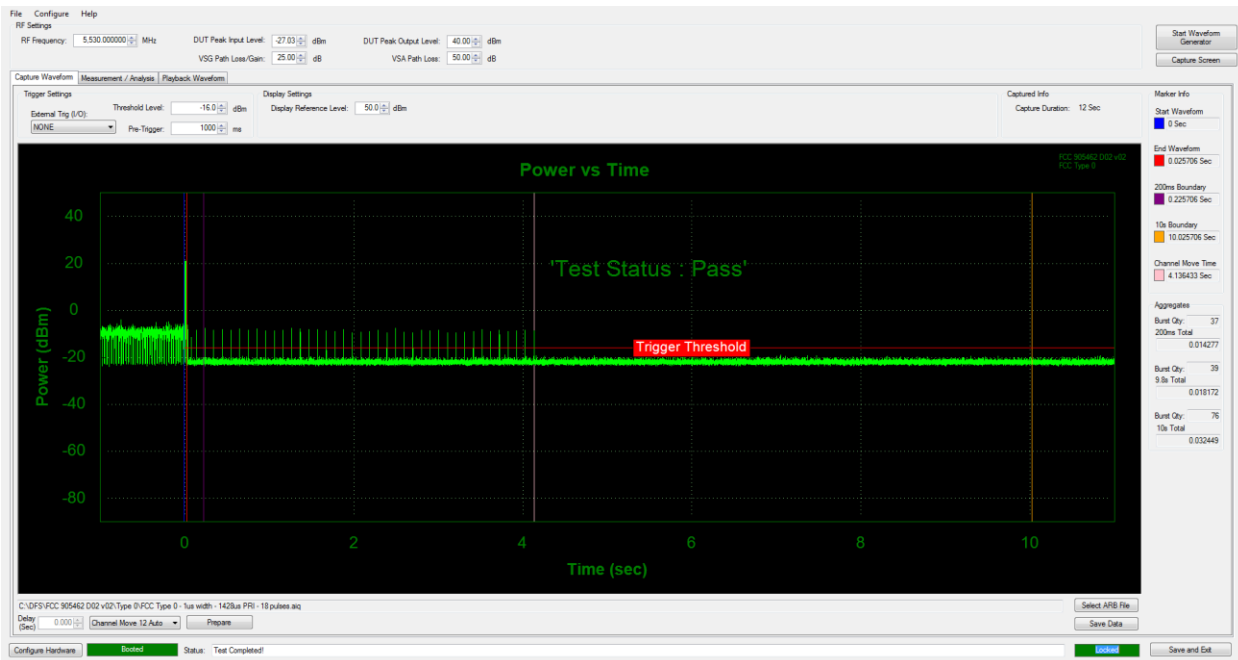 File Configure Help
RF Settings
RF Frequency: 5,530.000000 MHz DUT Peak Input Level: -27.03 dBm DUT Peak Output Level: 40.00 dBm
VSG Path Loss/Gain: 25.00 dB VSA Path Loss: 50.00 dB
Start Waveform
Generator
Capture Screen
Capture Waveform Measurement / Analysis Playback Waveform
Trigger Settings
External Trig (I/O):
NONE
Threshold Level: -16.0 dBm
Pre-Trigger: 1000 ms
Display Settings
Display Reference Level: 50.0 dBm
Captured Info
Capture Duration: 12 Sec
Power vs Time
FCC 905462 D02 v02
FCC Type 0
'Test Status : Pass'
Trigger Threshold
Power (dBm)
40
20
0
-20
-40
-60
-80
0 2 4 6 8 10
Time (sec)
Marker Info
Start Waveform
0 Sec
End Waveform
0.025706 Sec
200ms Boundary
0.225706 Sec
10s Boundary
10.025706 Sec
Channel Move Time
4.136433 Sec
Aggregates
Burst Qty: 37
200ms Total
0.014277
Burst Qty: 39
9.8s Total
0.018172
Burst Qty: 76
10s Total
0.032449
C:\DFS\FCC 905462 D02 v02\Type 0\FCC Type 0 - 1us width - 1428us PRI - 18 pulses.aiq
Select ARB File
Delay
(Sec) 0.000 Channel Move 12 Auto Prepare
Save Data
Configure Hardware Booted Status: Test Completed! Locked Save and Exit